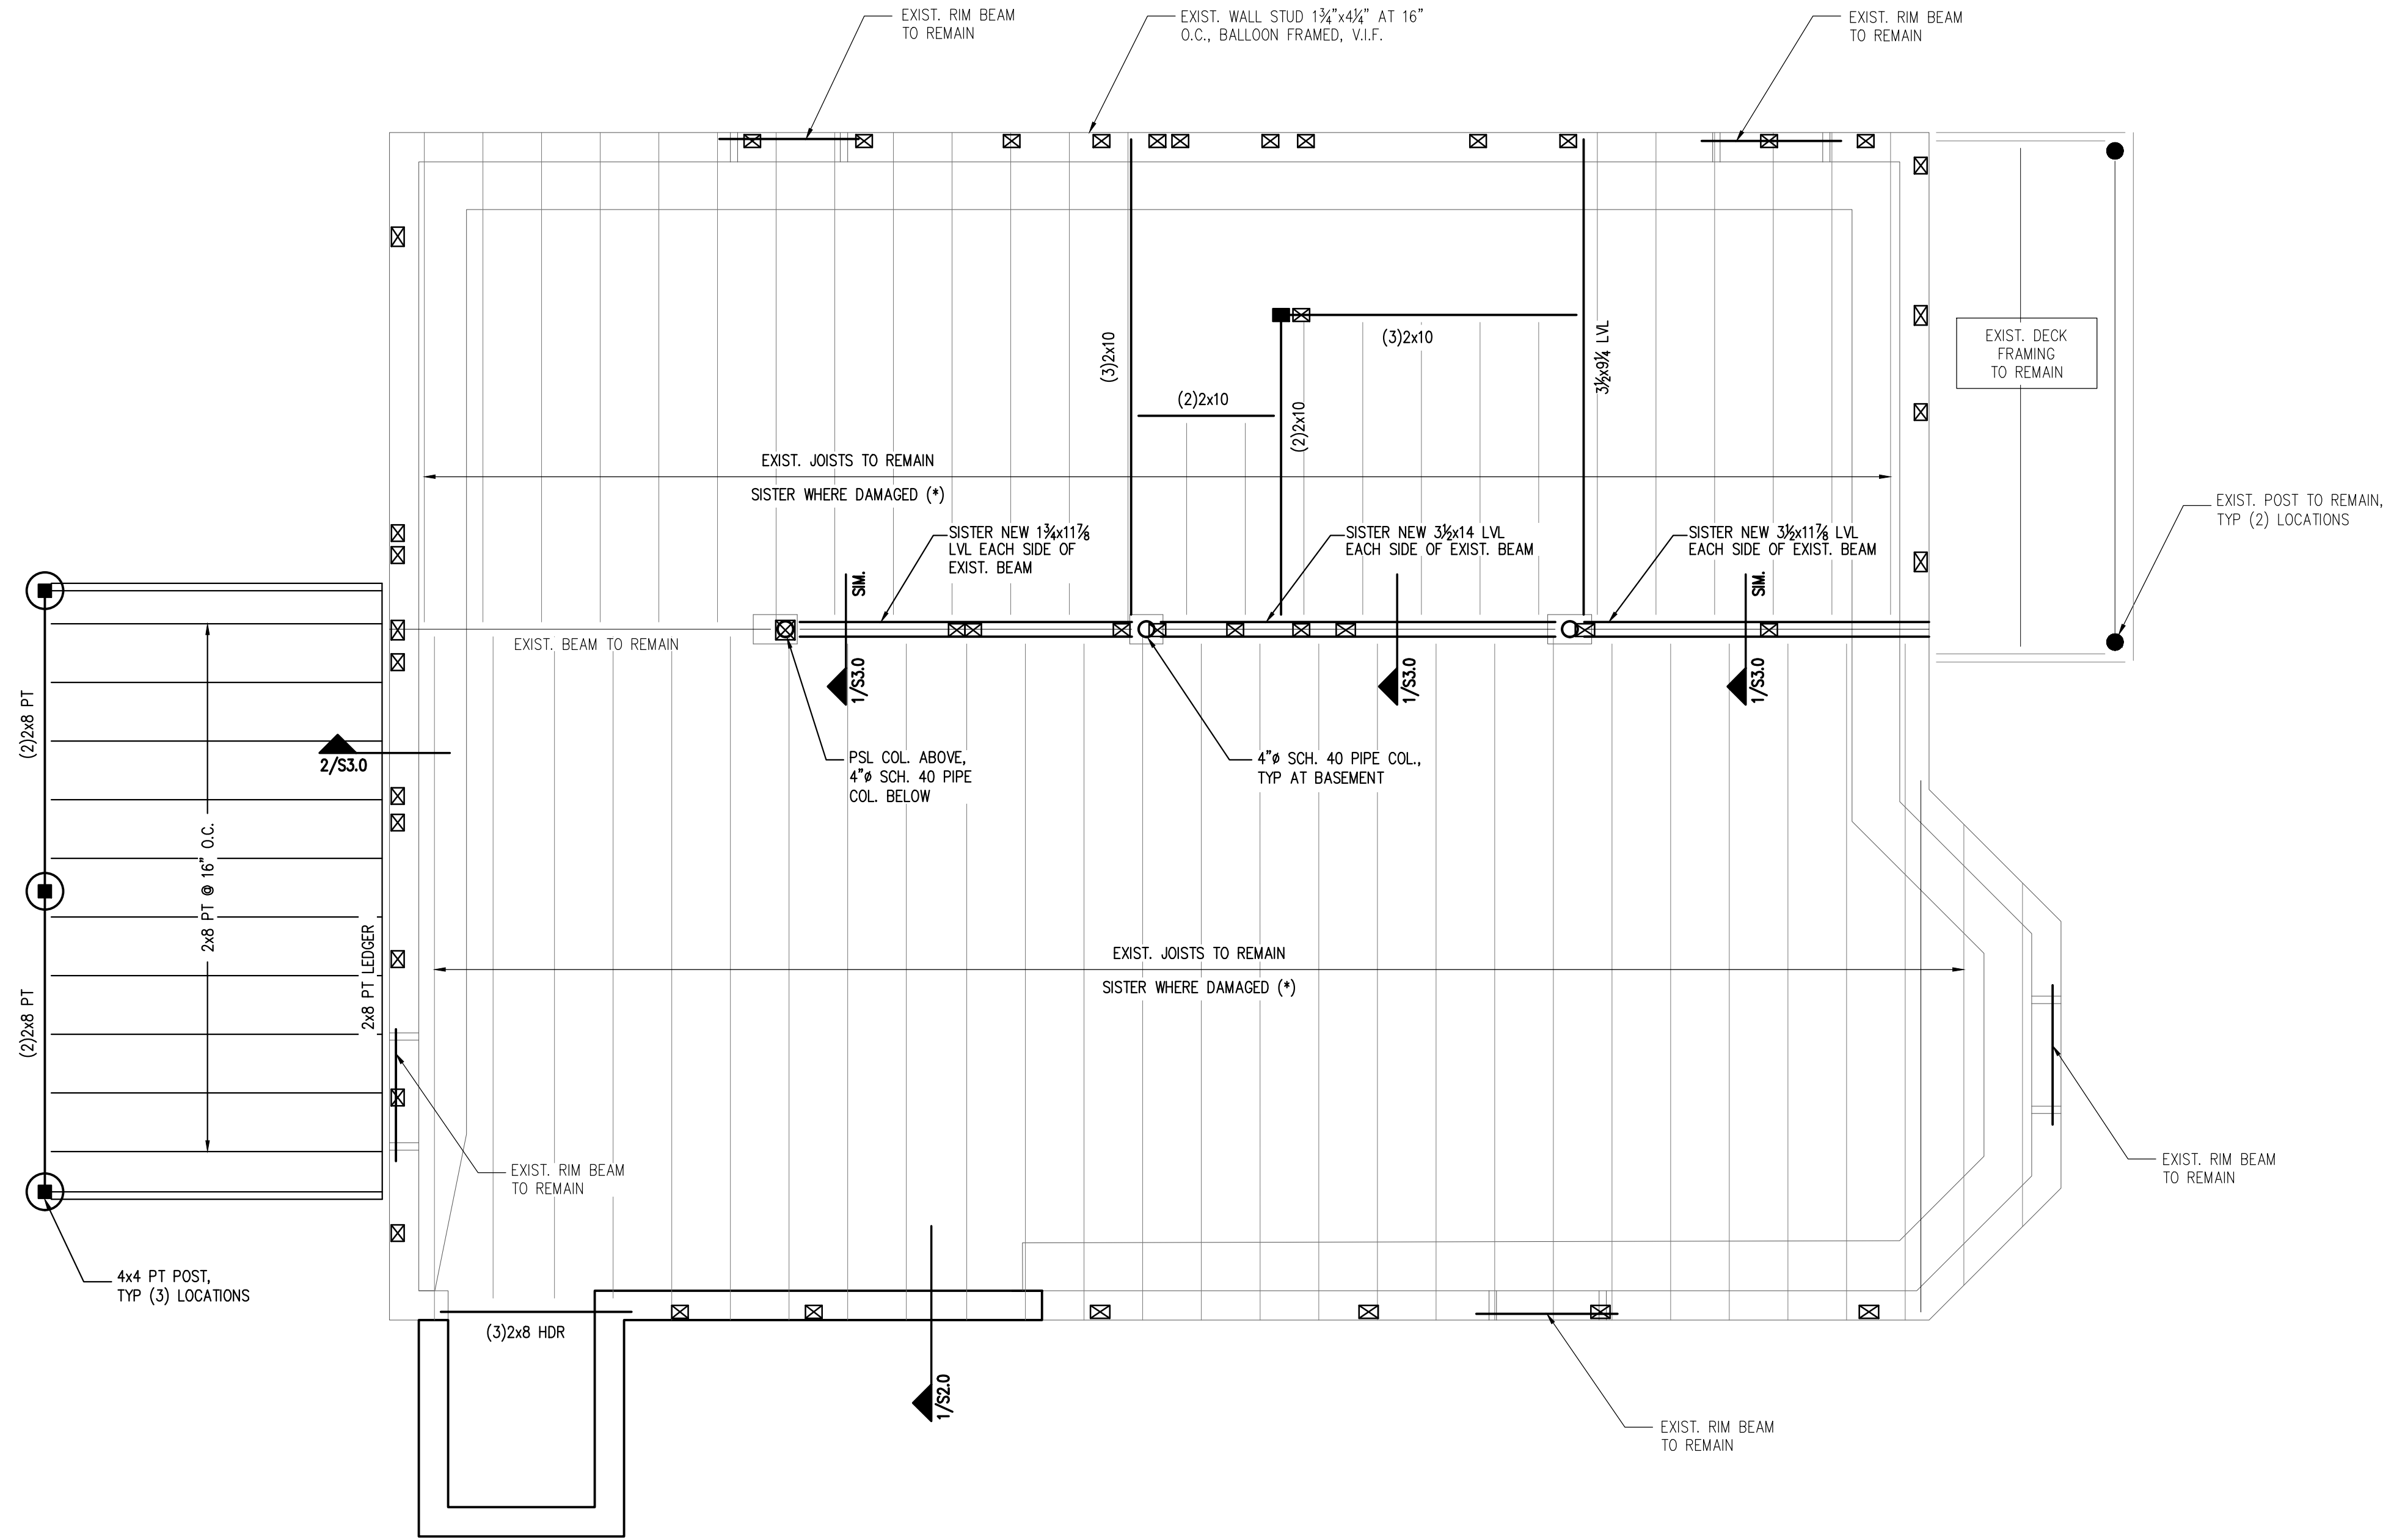 EXIST. RIM BEAM
TO REMAIN
EXIST. WALL STUD 1¾"x4¼" AT 16"
O.C., BALLOON FRAMED, V.I.F.
EXIST. RIM BEAM
TO REMAIN
(3)2x10
(3)2x10
3½x9¼ LVL
(2)2x10
(2)2x10
EXIST. DECK
FRAMING
TO REMAIN
EXIST. JOISTS TO REMAIN
SISTER WHERE DAMAGED (*)
EXIST. POST TO REMAIN,
TYP (2) LOCATIONS
SISTER NEW 1¾x11⅞
LVL EACH SIDE OF
EXIST. BEAM
SISTER NEW 3½x14 LVL
EACH SIDE OF EXIST. BEAM
SISTER NEW 3½x11⅞ LVL
EACH SIDE OF EXIST. BEAM
SIM.
SIM.
EXIST. BEAM TO REMAIN
1/S3.0
1/S3.0
1/S3.0
(2)2x8 PT
2/S3.0
PSL COL. ABOVE,
4"ø SCH. 40 PIPE
COL. BELOW
4"ø SCH. 40 PIPE COL.,
TYP AT BASEMENT
2x8 PT @ 16" O.C.
2x8 PT LEDGER
(2)2x8 PT
EXIST. JOISTS TO REMAIN
SISTER WHERE DAMAGED (*)
EXIST. RIM BEAM
TO REMAIN
EXIST. RIM BEAM
TO REMAIN
4x4 PT POST,
TYP (3) LOCATIONS
(3)2x8 HDR
1/S2.0
EXIST. RIM BEAM
TO REMAIN